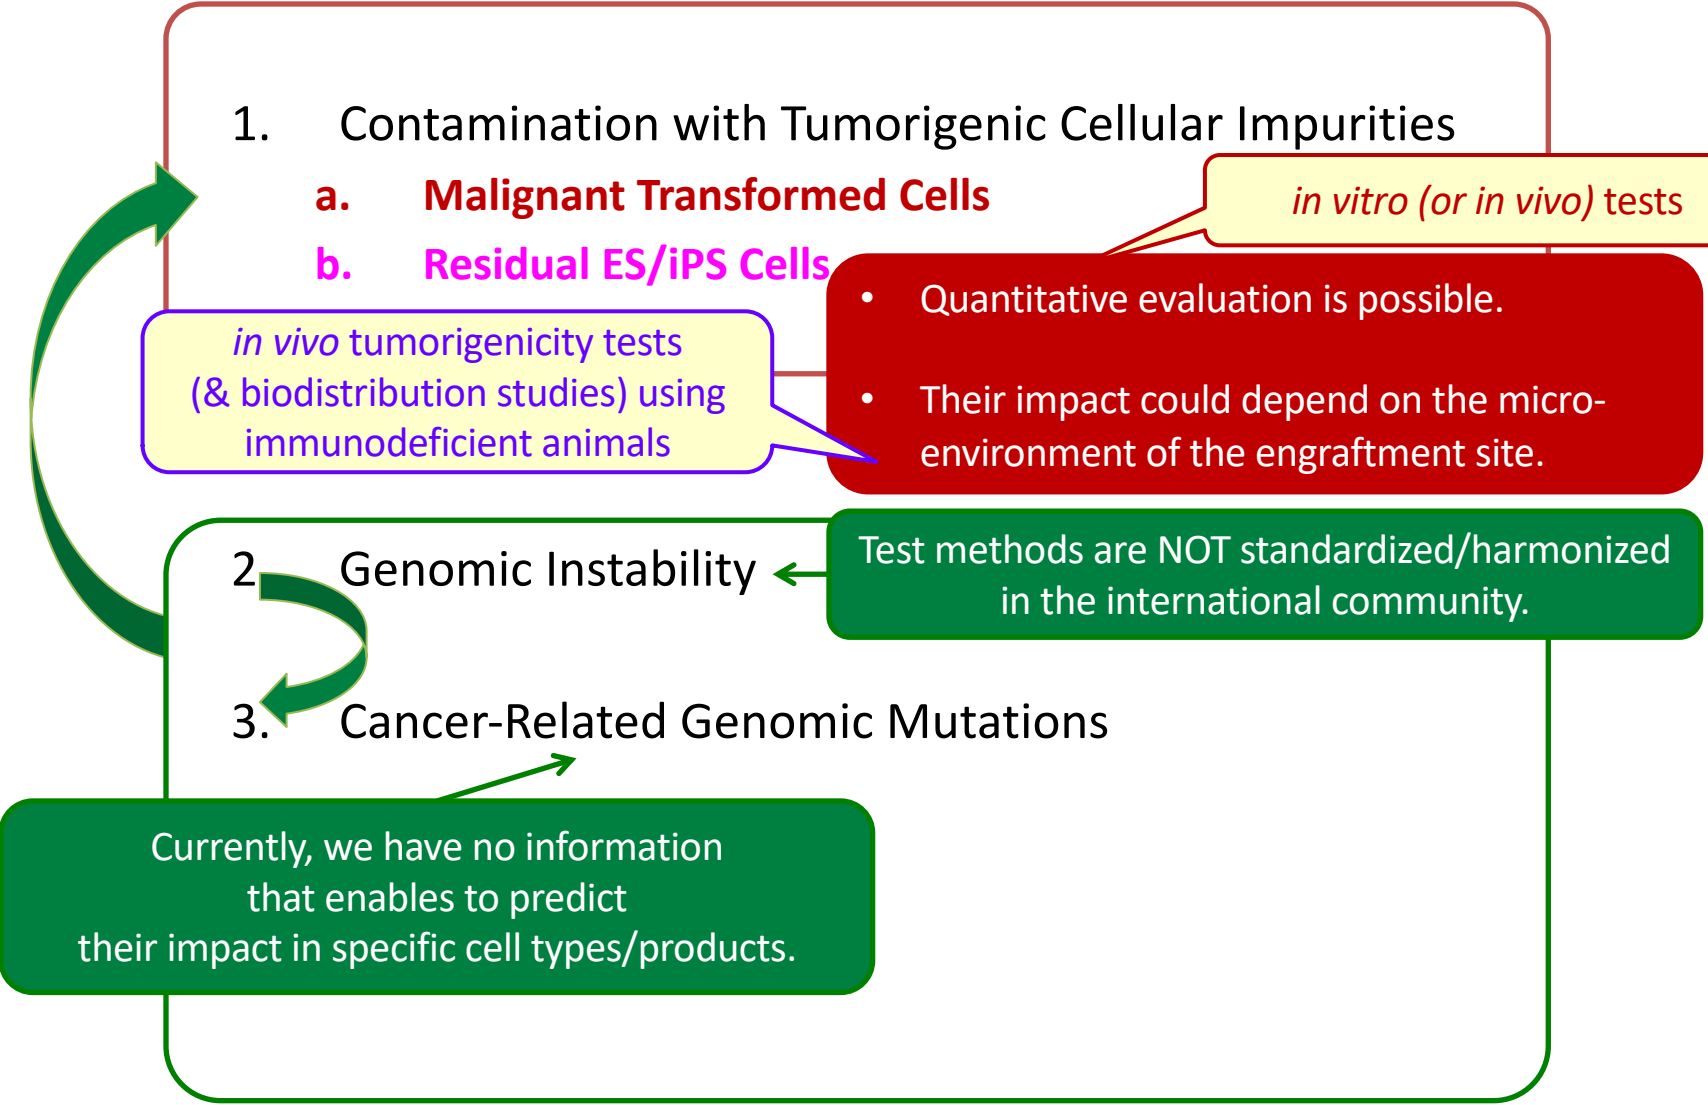 1. Contamination with Tumorigenic Cellular Impurities
a. Malignant Transformed Cells
in vitro (or in vivo) tests
b. Residual ES/iPS Cells
• Quantitative evaluation is possible.
• Their impact could depend on the micro-
environment of the engraftment site.
in vivo tumorigenicity tests
(& biodistribution studies) using
immunodeficient animals
2 Genomic Instability
Test methods are NOT standardized/harmonized
in the international community.
3. Cancer-Related Genomic Mutations
Currently, we have no information
that enables to predict
their impact in specific cell types/products.